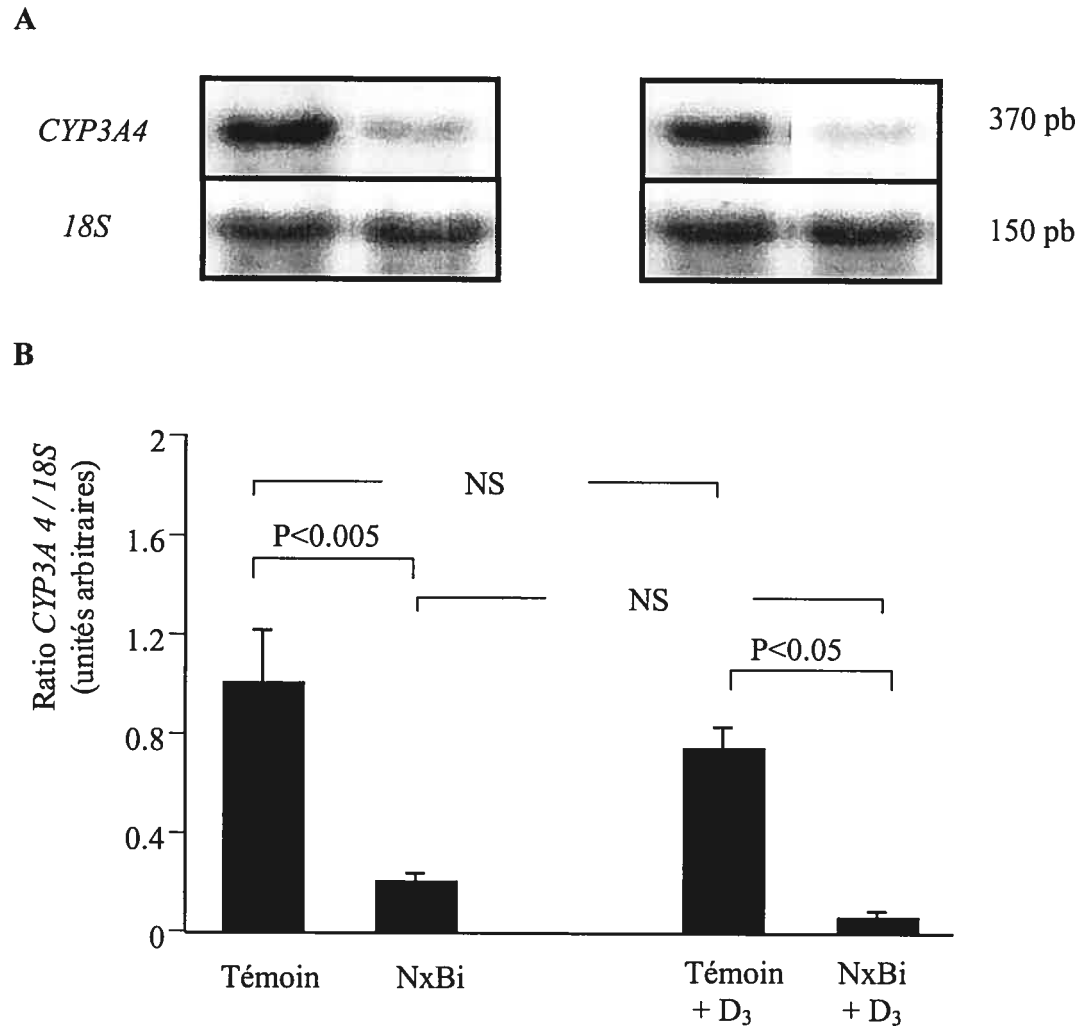 A
CYP3A4
370 pb
18S
150 pb
B
Ratio CYP3A 4 / 18S
(unités arbitraires)
2
1.6
1.2
0.8
0.4
0
NS
P<0.005
NS
P<0.05
Témoin
NxBi
Témoin
+ D₃
NxBi
+ D₃